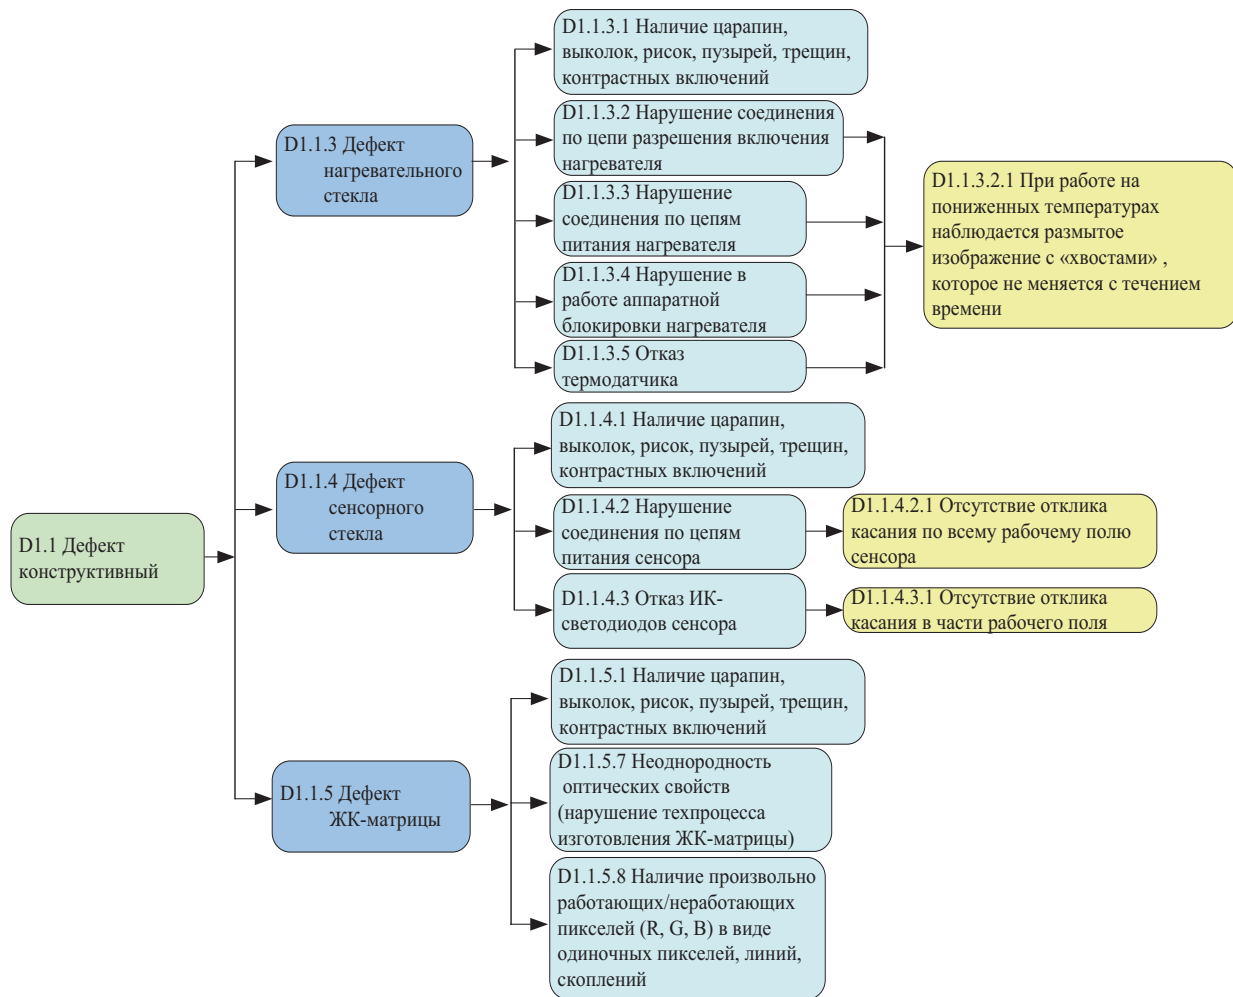 D1.1 Дефект
конструктивный
D1.1.3 Дефект
нагревательного
стекла
D1.1.3.1 Наличие царапин,
выколок, рисок, пузырей, трещин,
контрастных включений
D1.1.3.2 Нарушение соединения
по цепи разрешения включения
нагревателя
D1.1.3.3 Нарушение
соединения по цепям
питания нагревателя
D1.1.3.4 Нарушение в
работе аппаратной
блокировки нагревателя
D1.1.3.5 Отказ
термодатчика
D1.1.3.2.1 При работе на
пониженных температурах
наблюдается размытое
изображение с «хвостами» ,
которое не меняется с течением
времени
D1.1.4 Дефект
сенсорного
стекла
D1.1.4.1 Наличие царапин,
выколок, рисок, пузырей, трещин,
контрастных включений
D1.1.4.2 Нарушение
соединения по цепям
питания сенсора
D1.1.4.2.1 Отсутствие отклика
касания по всему рабочему полю
сенсора
D1.1.4.3 Отказ ИК-
светодиодов сенсора
D1.1.4.3.1 Отсутствие отклика
касания в части рабочего поля
D1.1.5 Дефект
ЖК-матрицы
D1.1.5.1 Наличие царапин,
выколок, рисок, пузырей, трещин,
контрастных включений
D1.1.5.7 Неоднородность
оптических свойств
(нарушение техпроцесса
изготовления ЖК-матрицы)
D1.1.5.8 Наличие произвольно
работающих/неработающих
пикселей (R, G, B) в виде
одиночных пикселей, линий,
скоплений